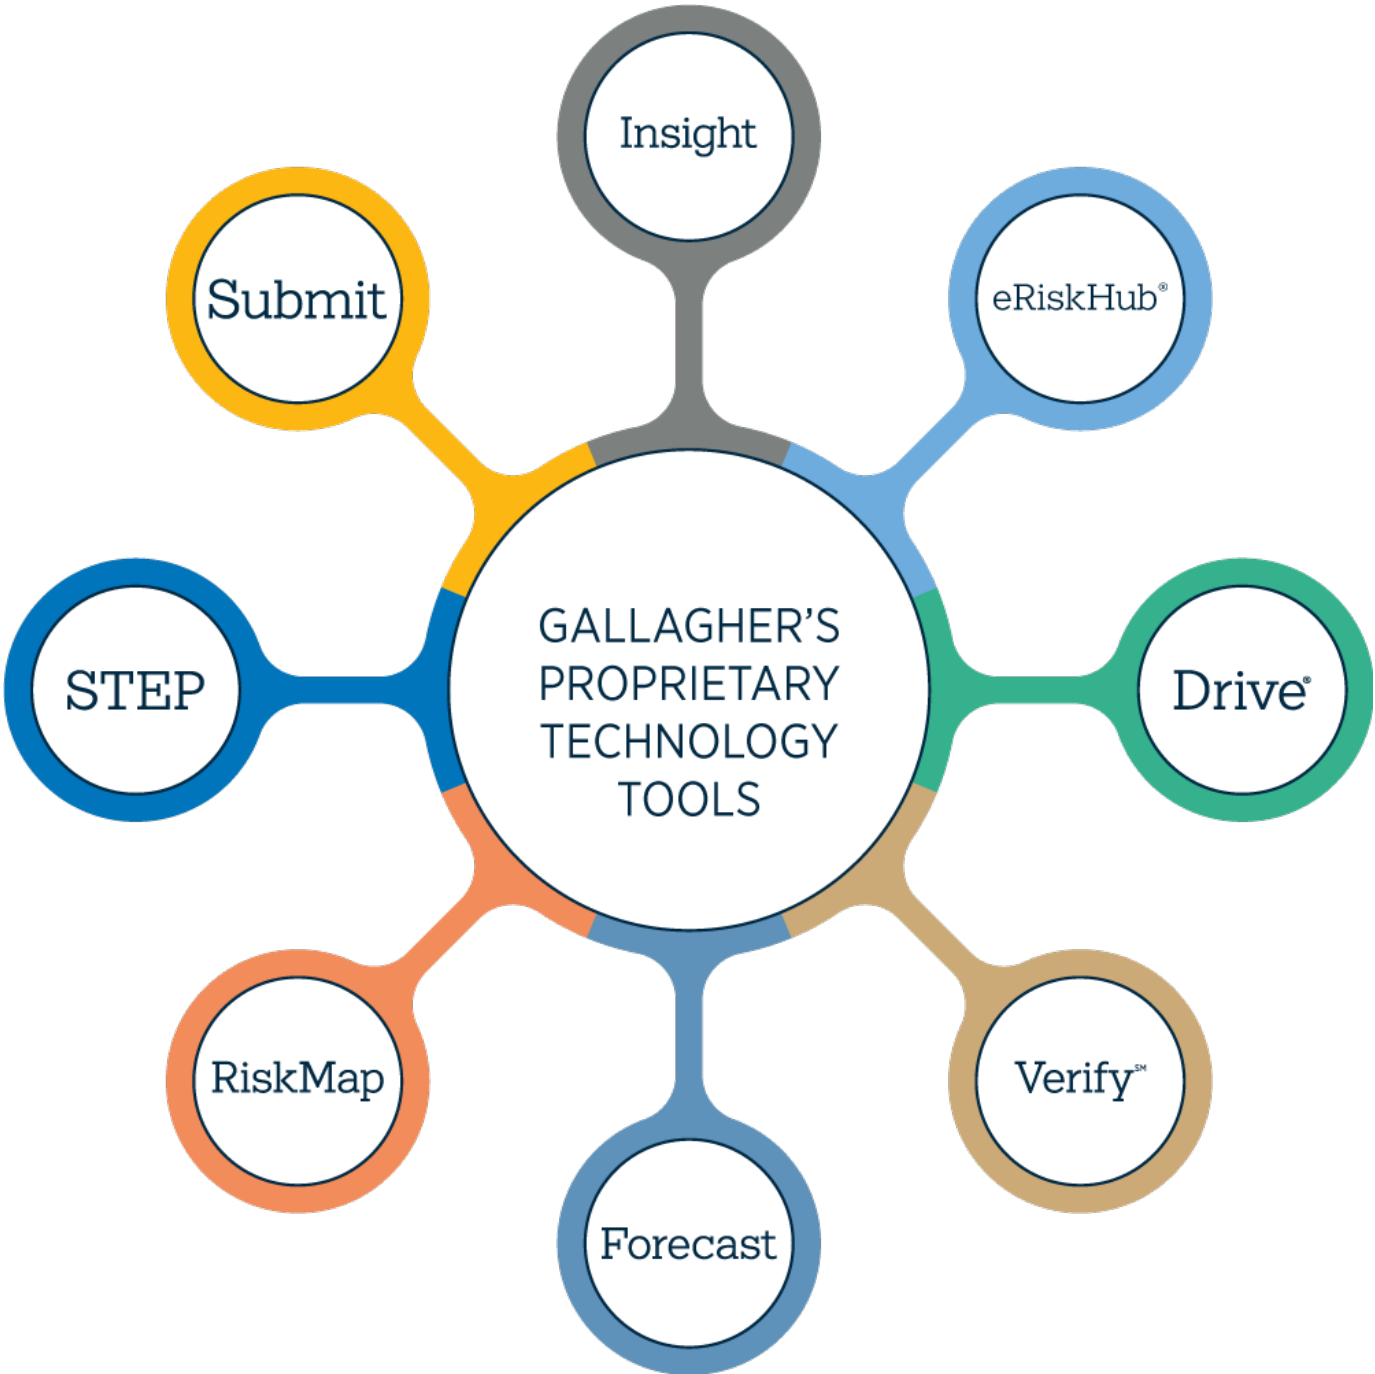 Insight
eRiskHub®
Submit
GALLAGHER’S
PROPRIETARY
TECHNOLOGY
TOOLS
STEP
Drive®
RiskMap
Verify℠
Forecast